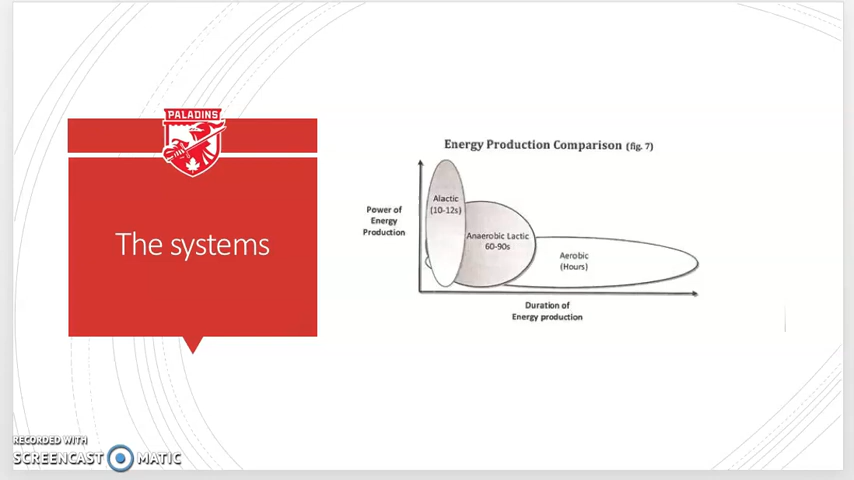 PALADINS
The systems
Energy Production Comparison (fig. 7)
Power of
Energy
Production
Alactic
(10-12s)
Anaerobic Lactic
60-90s
Aerobic
(Hours)
Duration of
Energy production
RECORDED WITH
SCREENCAST MATIC